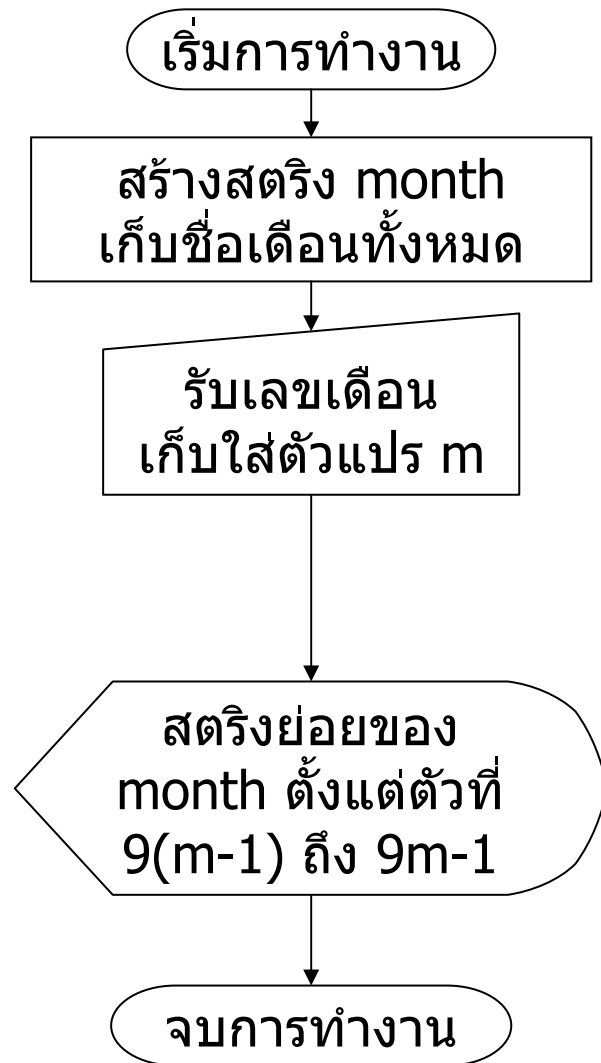 เริ่มการทำงาน
สร้างสตริง month
เก็บชื่อเดือนทั้งหมด
รับเลขเดือน
เก็บใส่ตัวแปร m
สตริงย่อยของ
month ตั้งแต่ตัวที่
9(m-1) ถึง 9m-1
จบการทำงาน